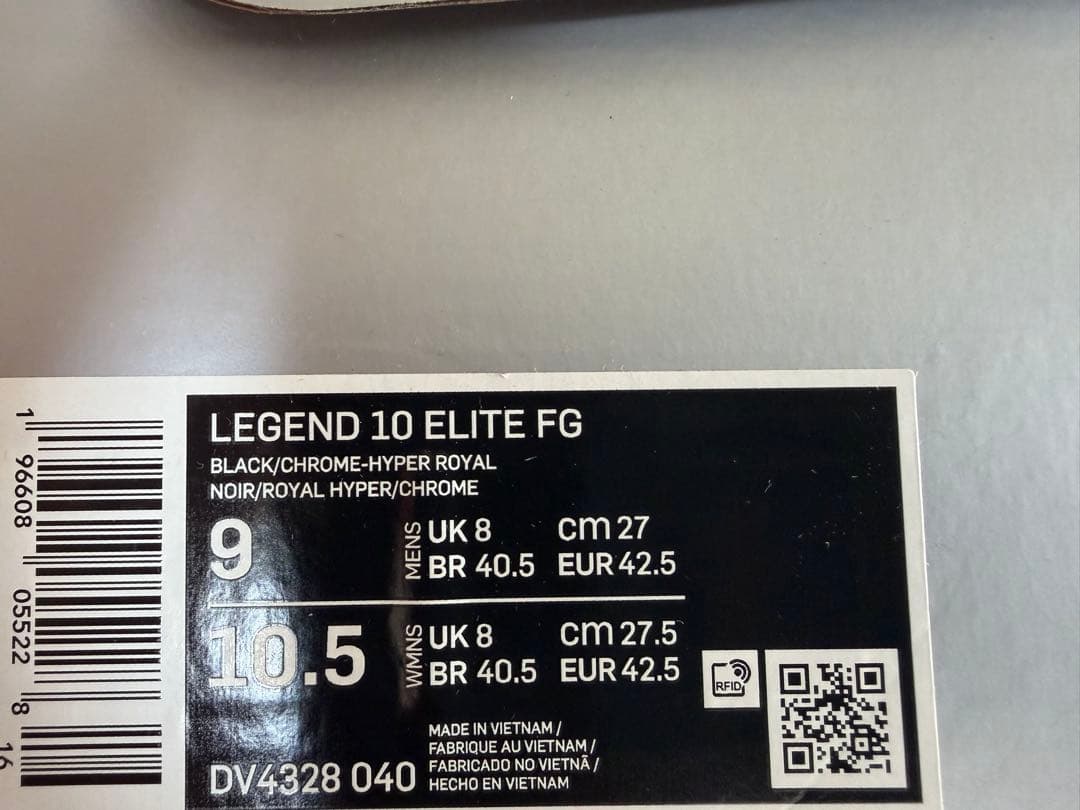 LEGEND 10 ELITE FG
BLACK/CHROME-HYPER ROYAL
NOIR/ROYAL HYPER/CHROME
9 MENS UK 8 cm 27
BR 40.5 EUR 42.5
10.5 WMNS UK 8 cm 27.5
BR 40.5 EUR 42.5
RFID
MADE IN VIETNAM /
FABRIQUE AU VIETNAM /
FABRICADO NO VIETNÃ /
HECHO EN VIETNAM
DV4328 040
1 96608 05522 8
16